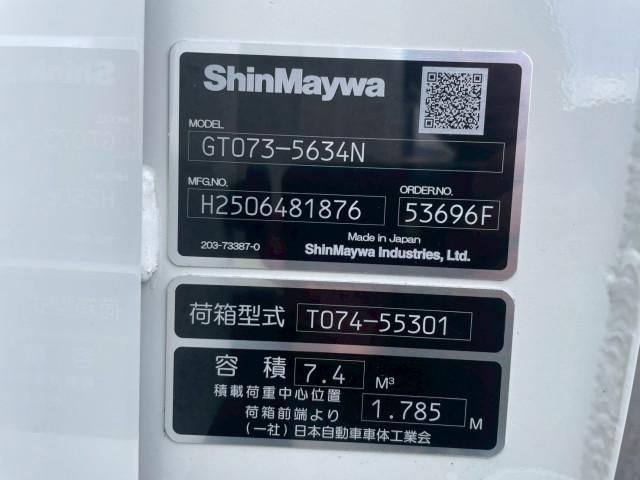 ShinMaywa
MODEL
GT073-5634N
MFG.NO.
H2506481876
ORDER.NO.
53696F
203-73387-0
Made in Japan
ShinMaywa Industries, Ltd.
荷箱型式 T074-55301
容 積 7.4 M³
積載荷重中心位置
荷箱前端より 1.785 M
(一社)日本自動車車体工業会